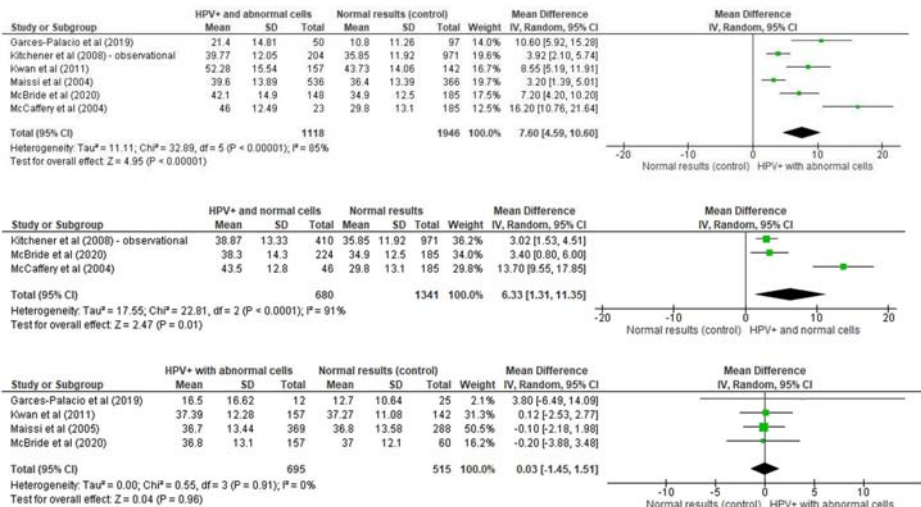 HPV+ and abnormal cells Normal results (control) Mean Difference Mean Difference
Study or Subgroup Mean SD Total Mean SD Total Weight IV, Random, 95% CI IV, Random, 95% CI
Garces-Palacio et al (2019) 21.4 14.81 50 10.8 11.26 97 14.0% 10.60 [5.92, 15.28]
Kitchener et al (2008) - observational 39.77 12.05 204 35.85 11.92 971 19.6% 3.92 [2.10, 5.74]
Kwan et al (2011) 52.28 15.54 157 43.73 14.06 142 17.0% 8.55 [5.19, 11.91]
Maissi et al (2004) 39.6 13.89 536 36.4 13.39 366 19.6% 3.20 [1.39, 5.01]
McBride et al (2020) 42.1 14.9 148 34.9 12.5 185 17.4% 7.20 [4.20, 10.20]
McCaffery et al (2004) 46 12.49 23 29.8 13.1 185 12.5% 16.20 [10.76, 21.64]
Total (95% CI) 1118 1946 100.0% 7.60 [4.59, 10.60]
Heterogeneity: Tau² = 11.11; Chi² = 32.89, df = 5 (P < 0.00001); I² = 85%
Test for overall effect: Z = 4.95 (P < 0.00001)
-20 -10 0 10 20
Normal results (control) HPV+ with abnormal cells
HPV+ and normal cells Normal results Mean Difference Mean Difference
Study or Subgroup Mean SD Total Mean SD Total Weight IV, Random, 95% CI IV, Random, 95% CI
Kitchener et al (2008) - observational 38.87 13.33 410 35.85 11.92 971 36.2% 3.02 [1.53, 4.51]
McBride et al (2020) 38.3 14.3 224 34.9 12.5 185 34.0% 3.40 [0.80, 6.00]
McCaffery et al (2004) 43.5 12.8 46 29.8 13.1 185 29.8% 13.70 [9.55, 17.85]
Total (95% CI) 680 1341 100.0% 6.33 [1.31, 11.35]
Heterogeneity: Tau² = 17.55; Chi² = 22.81, df = 2 (P < 0.0001); I² = 91%
Test for overall effect: Z = 2.47 (P = 0.01)
-20 -10 0 10 20
Normal results (control) HPV+ and normal cells
HPV+ with abnormal cells Normal results (control) Mean Difference Mean Difference
Study or Subgroup Mean SD Total Mean SD Total Weight IV, Random, 95% CI IV, Random, 95% CI
Garces-Palacio et al (2019) 16.5 16.62 12 12.7 10.64 25 2.1% 3.80 [-6.49, 14.09]
Kwan et al (2011) 37.39 12.28 157 37.27 11.08 142 31.3% 0.12 [-2.53, 2.77]
Maissi et al (2005) 36.7 13.44 369 36.8 13.58 288 50.5% -0.10 [-2.18, 1.98]
McBride et al (2020) 36.8 13.1 157 37 12.1 60 16.2% -0.20 [-3.88, 3.48]
Total (95% CI) 695 515 100.0% 0.03 [-1.45, 1.51]
Heterogeneity: Tau² = 0.00; Chi² = 0.55, df = 3 (P = 0.91); I² = 0%
Test for overall effect: Z = 0.04 (P = 0.96)
-10 -5 0 5 10
Normal results (control) HPV+ with abnormal cells